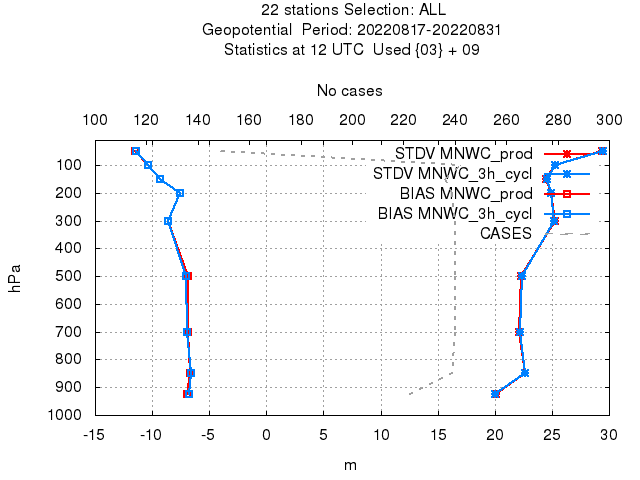 22 stations Selection: ALL
Geopotential  Period: 20220817-20220831
Statistics at 12 UTC  Used {03} + 09
No cases
100 120 140 160 180 200 220 240 260 280 300
STDV MNWC_prod
STDV MNWC_3h_cycl
BIAS MNWC_prod
BIAS MNWC_3h_cycl
CASES
100
200
300
400
500
600
700
800
900
1000
hPa
-15 -10 -5 0 5 10 15 20 25 30
m